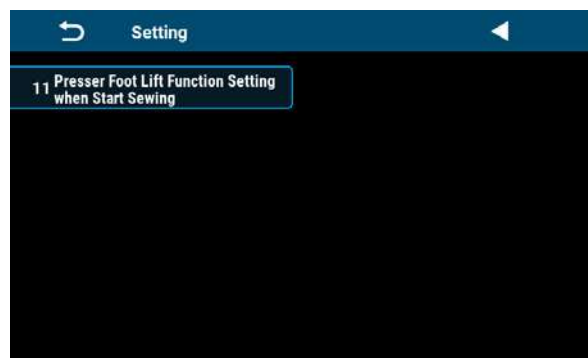 Setting
11 Presser Foot Lift Function Setting
when Start Sewing